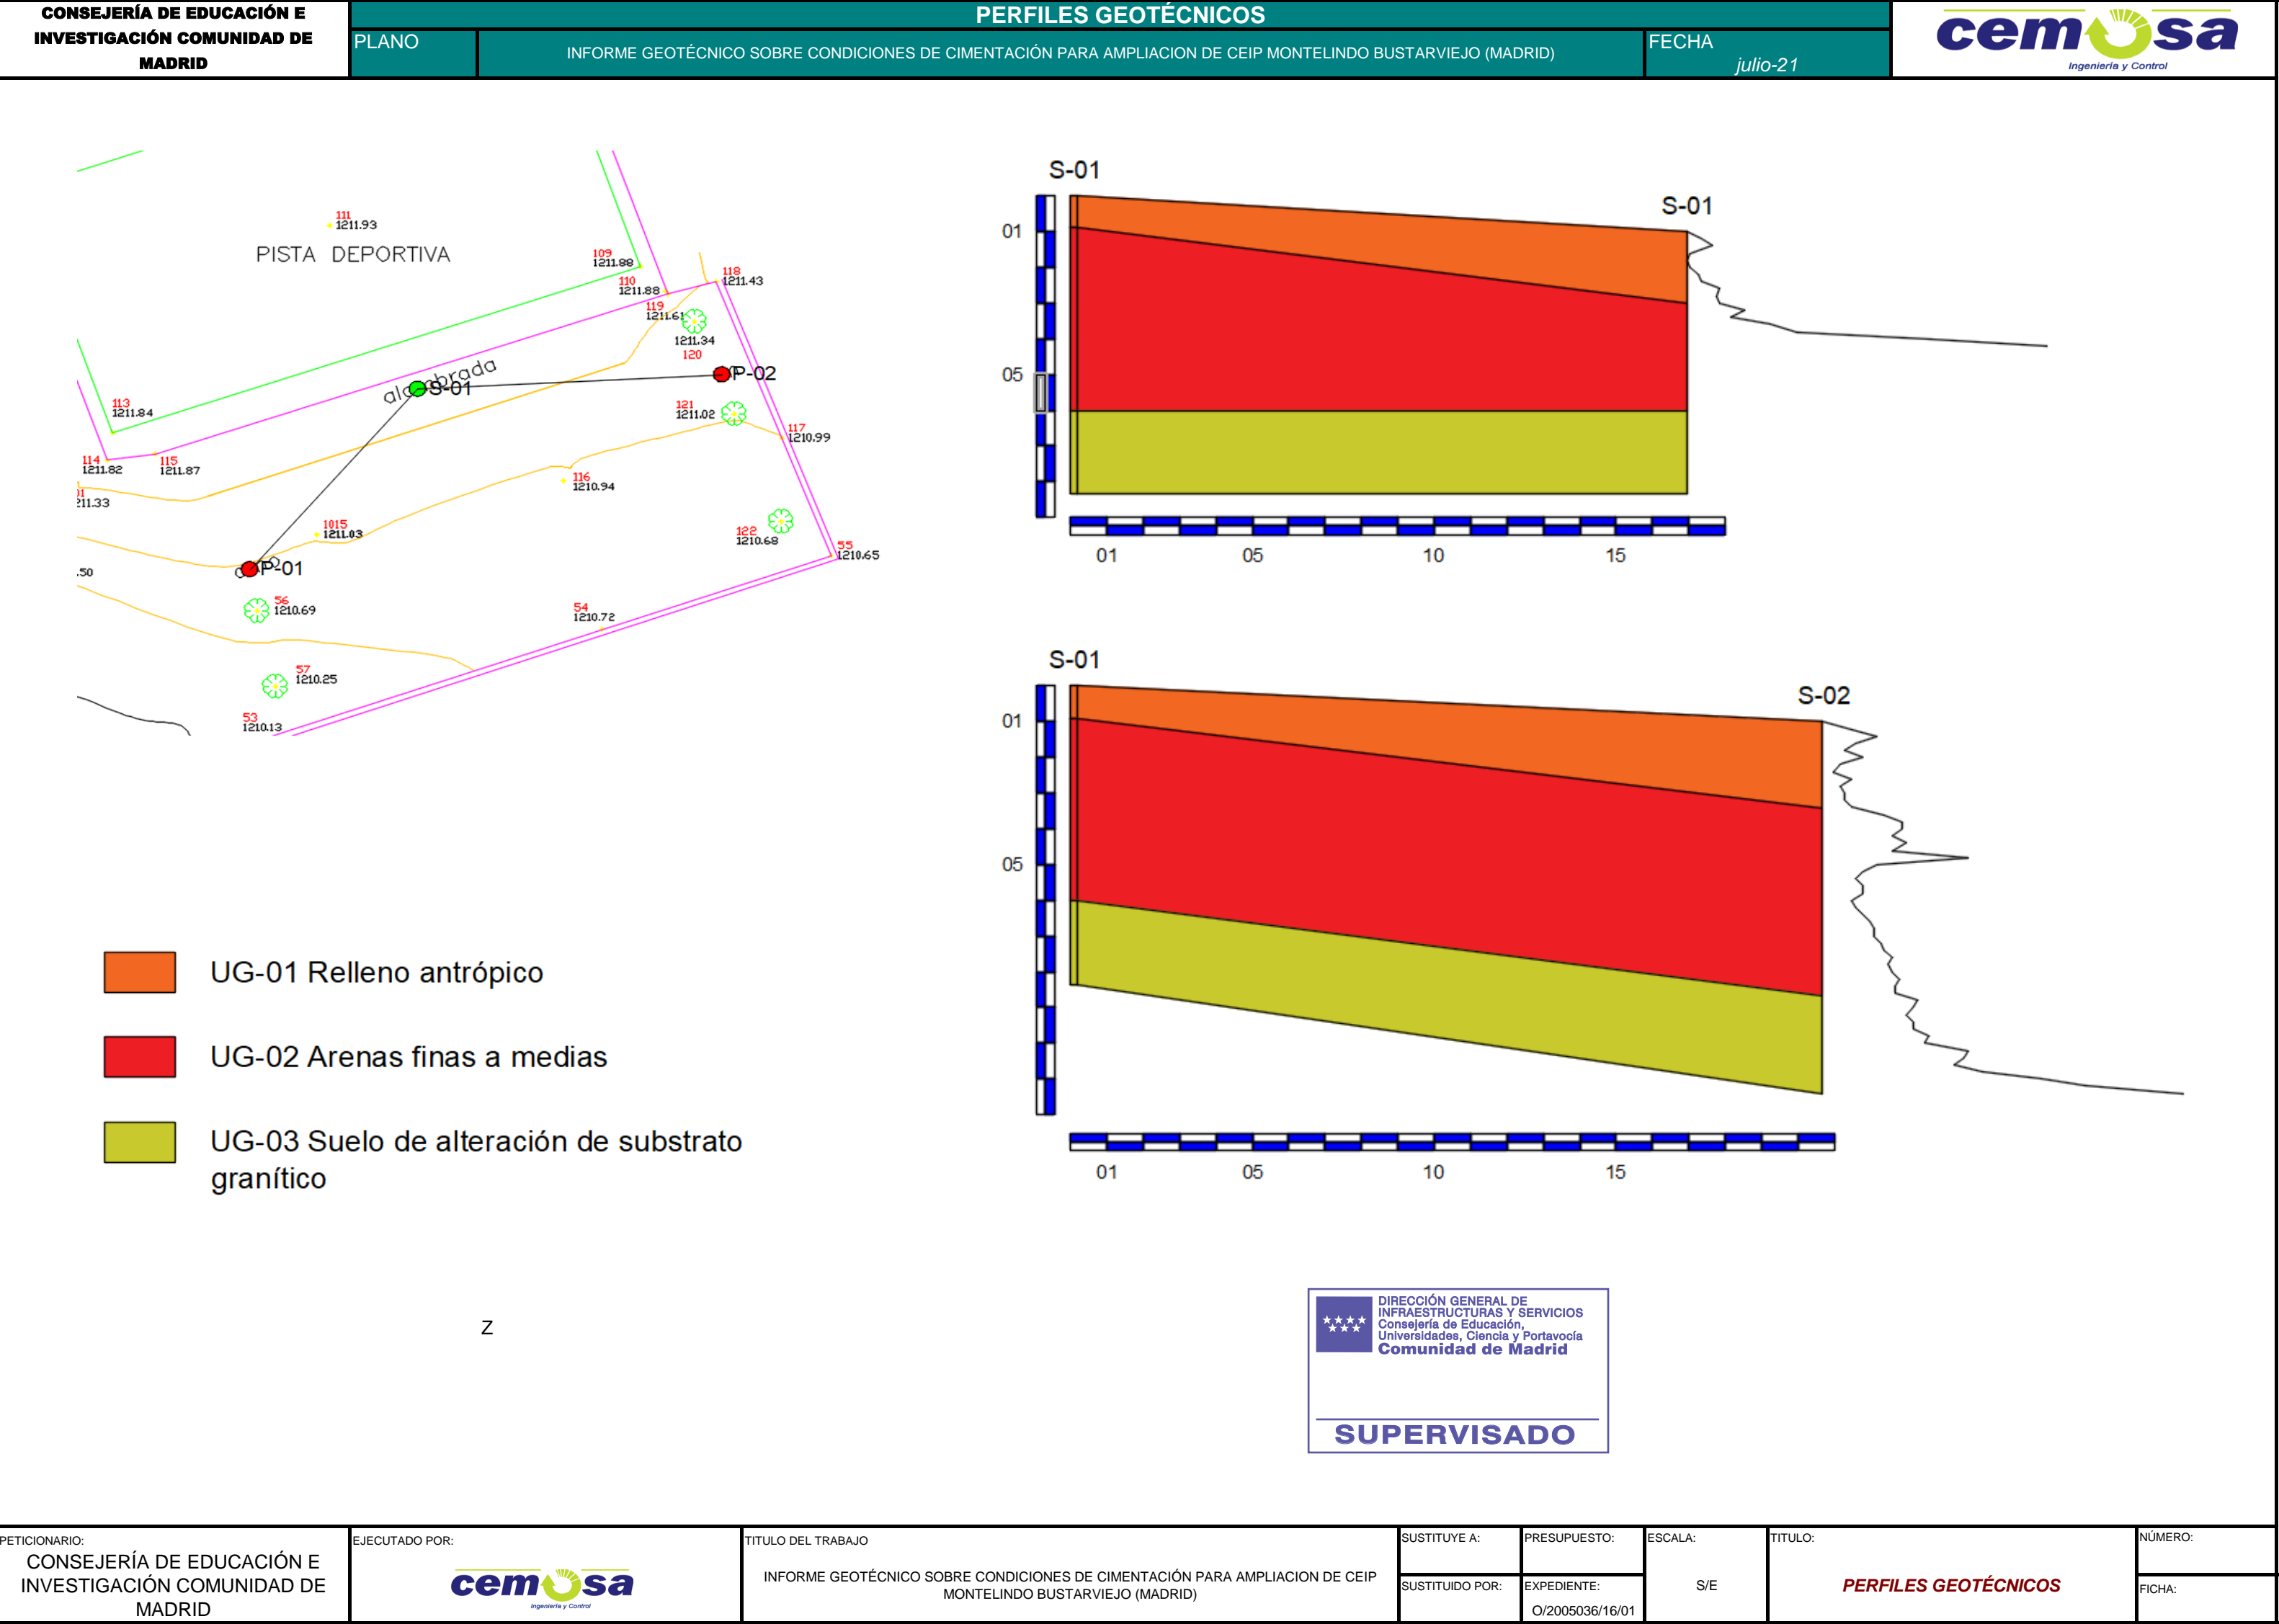 CONSEJERÍA DE EDUCACIÓN E
INVESTIGACIÓN COMUNIDAD DE
MADRID
PERFILES GEOTÉCNICOS
PLANO
INFORME GEOTÉCNICO SOBRE CONDICIONES DE CIMENTACIÓN PARA AMPLIACION DE CEIP MONTELINDO BUSTARVIEJO (MADRID)
FECHA
julio-21
cemosa
Ingeniería y Control
111
1211.93
PISTA DEPORTIVA
109
1211.88
110
1211.88
118
1211.43
119
1211.61
1211.34
120
alambrada
S-01
P-02
113
1211.84
121
1211.02
117
1210.99
114
1211.82
115
1211.87
116
1210.94
211.33
1015
1211.03
122
1210.68
55
1210.65
.50
P-01
56
1210.69
54
1210.72
57
1210.25
53
1210.13
S-01
S-01
01
05
01
05
10
15
S-01
S-02
01
05
01
05
10
15
UG-01 Relleno antrópico
UG-02 Arenas finas a medias
UG-03 Suelo de alteración de substrato
granítico
Z
DIRECCIÓN GENERAL DE
INFRAESTRUCTURAS Y SERVICIOS
Consejería de Educación,
Universidades, Ciencia y Portavocía
Comunidad de Madrid
SUPERVISADO
PETICIONARIO:
CONSEJERÍA DE EDUCACIÓN E
INVESTIGACIÓN COMUNIDAD DE
MADRID
EJECUTADO POR:
cemosa
Ingeniería y Control
TITULO DEL TRABAJO
INFORME GEOTÉCNICO SOBRE CONDICIONES DE CIMENTACIÓN PARA AMPLIACION DE CEIP
MONTELINDO BUSTARVIEJO (MADRID)
SUSTITUYE A:
SUSTITUIDO POR:
PRESUPUESTO:
EXPEDIENTE:
O/2005036/16/01
ESCALA:
S/E
TITULO:
PERFILES GEOTÉCNICOS
NÚMERO:
FICHA: